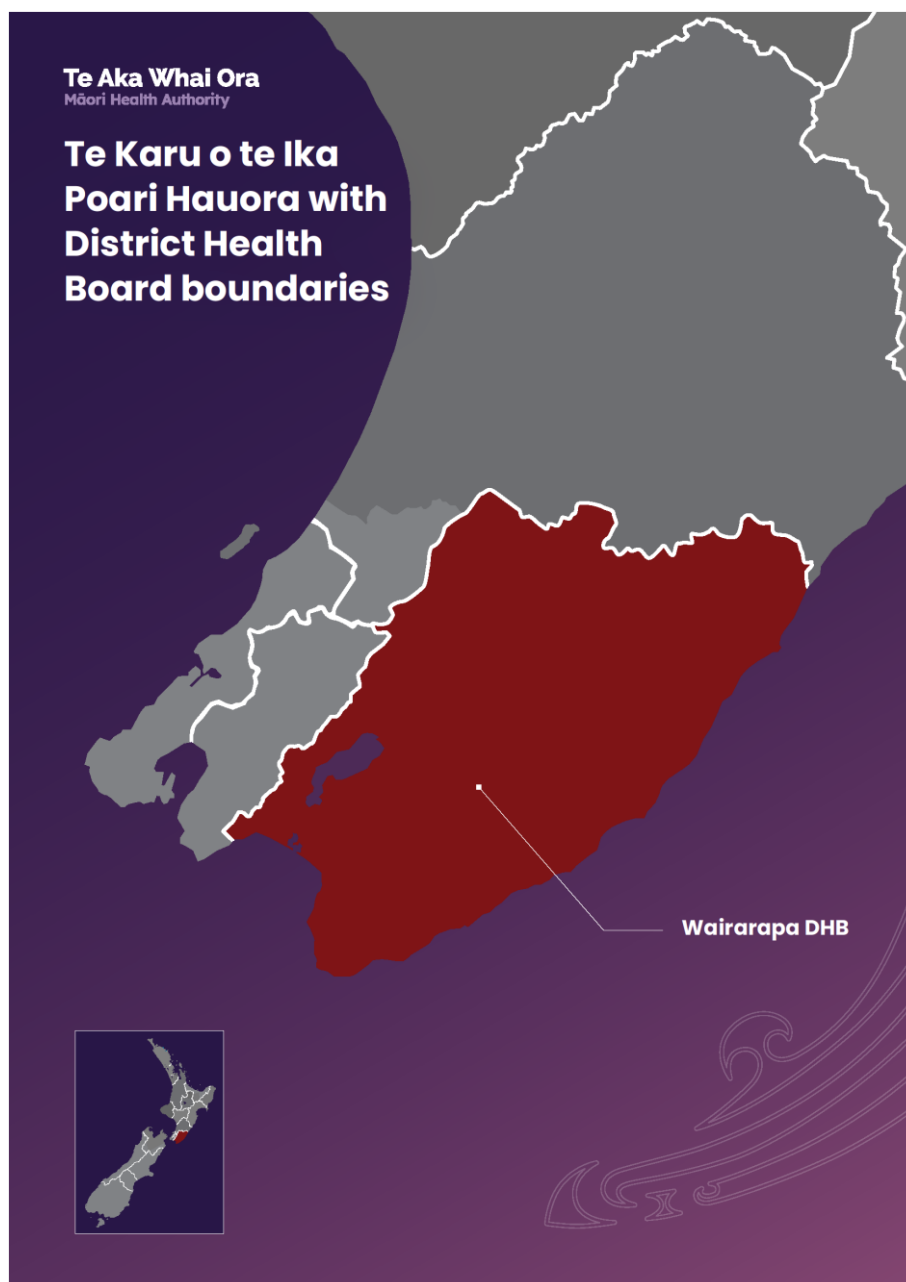 Te Aka Whai Ora
Māori Health Authority
Te Karu o te Ika
Poari Hauora with
District Health
Board boundaries
Wairarapa DHB